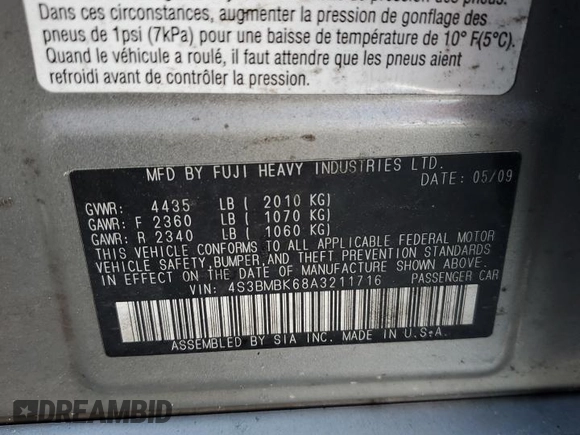 Dans ces circonstances, augmenter la pression de gonflage des
pneus de 1psi (7kPa) pour une baisse de température de 10° F(5°C).
Quand le véhicule a roulé, il faut attendre que les pneus aient
refroidi avant de contrôler la pression.
MFD BY FUJI HEAVY INDUSTRIES LTD.
DATE: 05/09
GVWR: 4435 LB ( 2010 KG)
GAWR: F 2360 LB ( 1070 KG)
GAWR: R 2340 LB ( 1060 KG)
THIS VEHICLE CONFORMS TO ALL APPLICABLE FEDERAL MOTOR
VEHICLE SAFETY, BUMPER, AND THEFT PREVENTION STANDARDS
IN EFFECT ON THE DATE OF MANUFACTURE SHOWN ABOVE.
VIN: 4S3BMBK68A3211716 PASSENGER CAR
ASSEMBLED BY SIA INC. MADE IN U.S.A.
DREAMBID